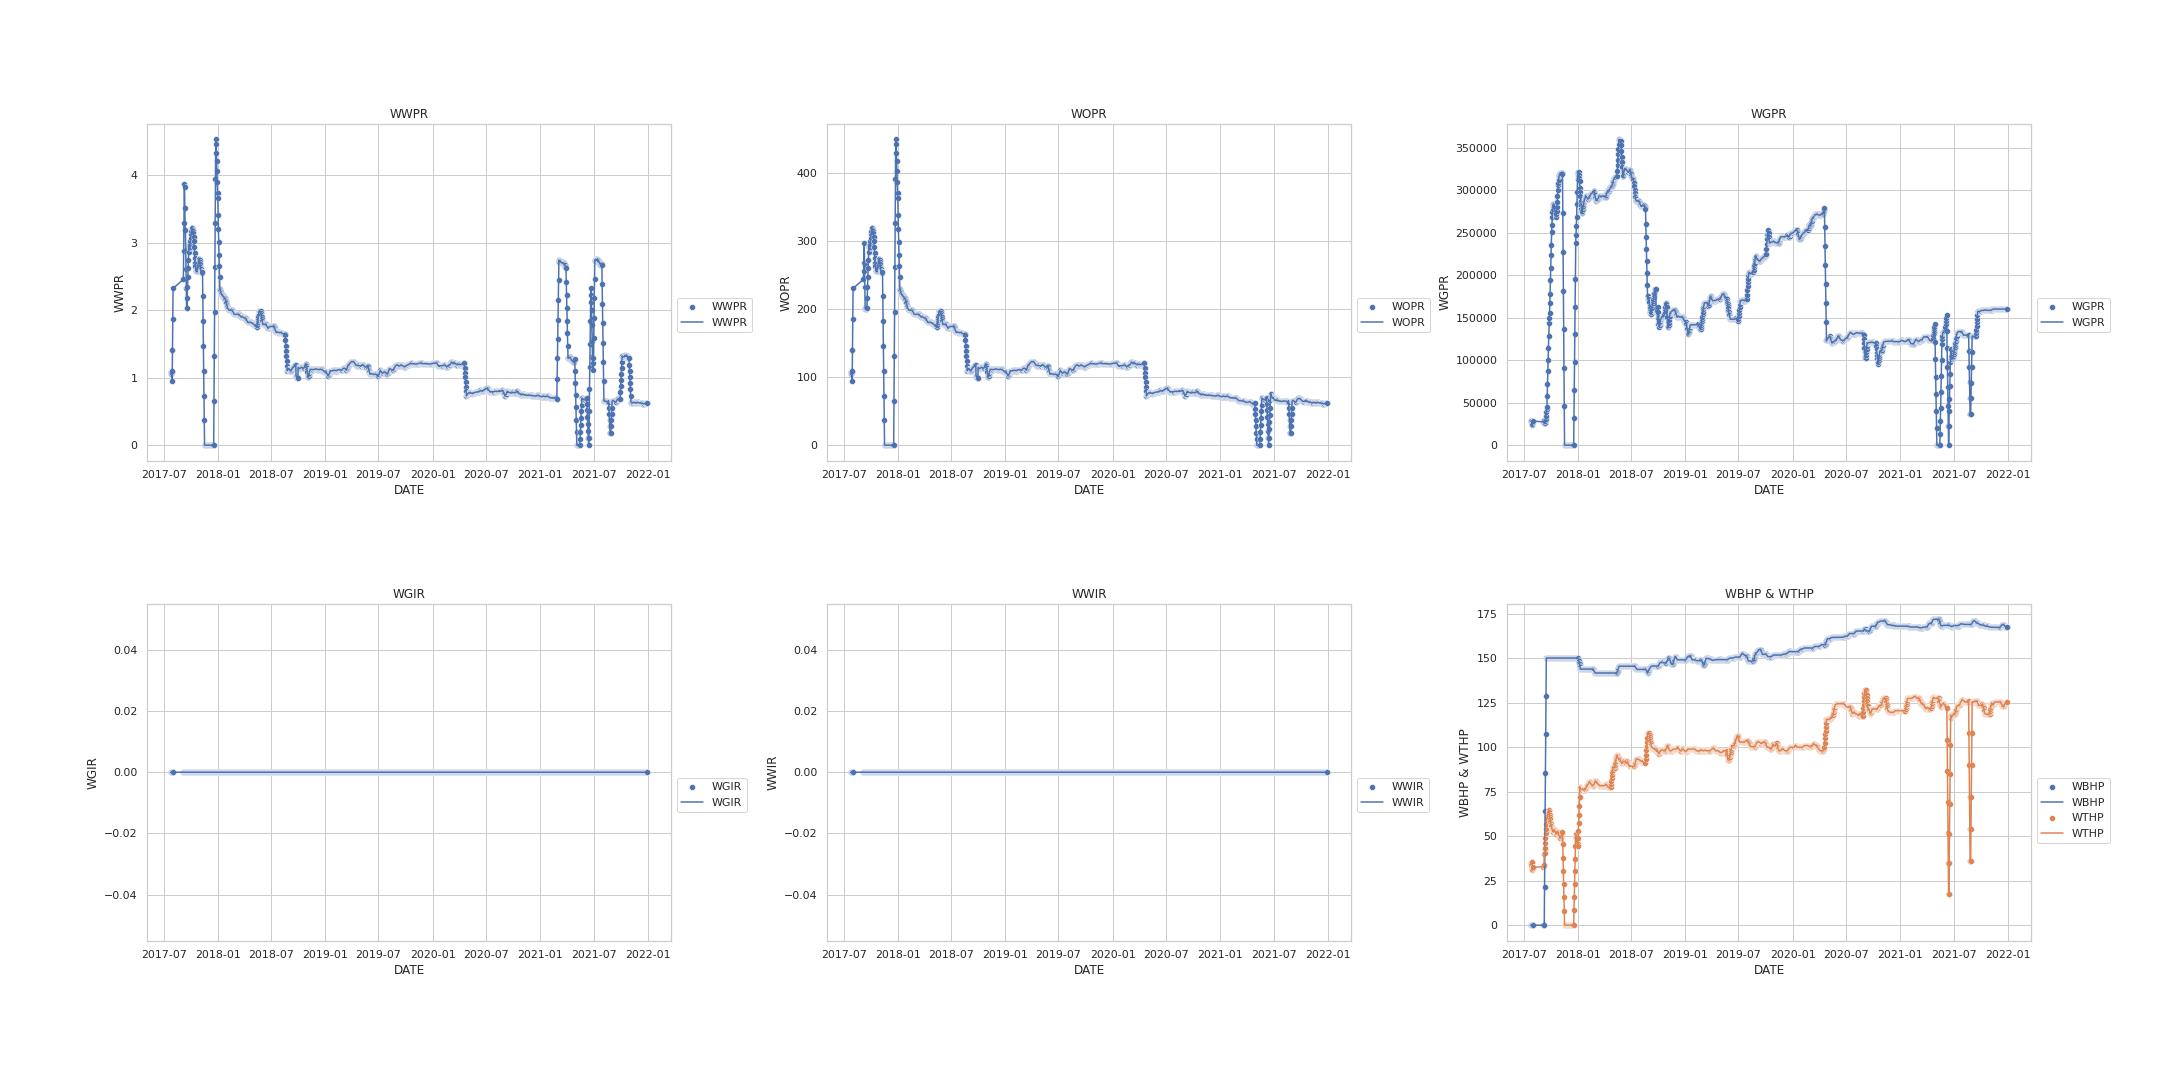 WWPR
WWPR
4
3
2
1
0
2017-07 2018-01 2018-07 2019-01 2019-07 2020-01 2020-07 2021-01 2021-07 2022-01
DATE
WWPR
WWPR
WOPR
WOPR
400
300
200
100
0
2017-07 2018-01 2018-07 2019-01 2019-07 2020-01 2020-07 2021-01 2021-07 2022-01
DATE
WOPR
WOPR
WGPR
WGPR
350000
300000
250000
200000
150000
100000
50000
0
2017-07 2018-01 2018-07 2019-01 2019-07 2020-01 2020-07 2021-01 2021-07 2022-01
DATE
WGPR
WGPR
WGIR
WGIR
0.04
0.02
0.00
−0.02
−0.04
2017-07 2018-01 2018-07 2019-01 2019-07 2020-01 2020-07 2021-01 2021-07 2022-01
DATE
WGIR
WGIR
WWIR
WWIR
0.04
0.02
0.00
−0.02
−0.04
2017-07 2018-01 2018-07 2019-01 2019-07 2020-01 2020-07 2021-01 2021-07 2022-01
DATE
WWIR
WWIR
WBHP & WTHP
WBHP & WTHP
175
150
125
100
75
50
25
0
2017-07 2018-01 2018-07 2019-01 2019-07 2020-01 2020-07 2021-01 2021-07 2022-01
DATE
WBHP
WBHP
WTHP
WTHP